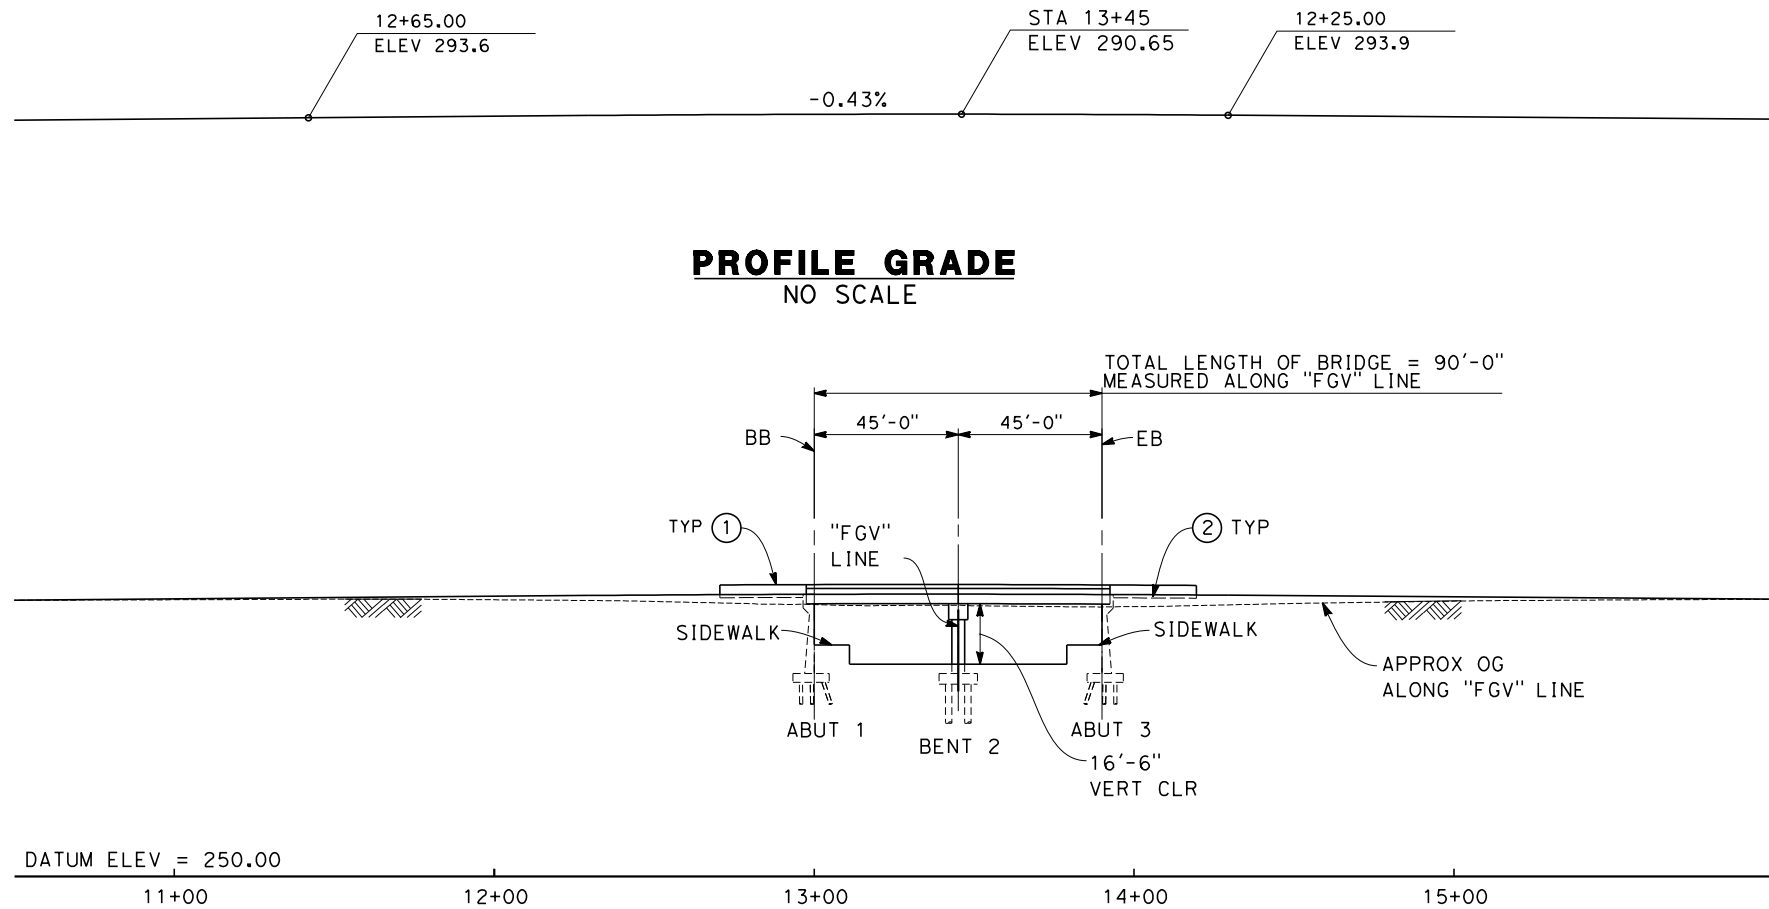 12+65.00
ELEV 293.6
STA 13+45
ELEV 290.65
12+25.00
ELEV 293.9
-0.43%
PROFILE GRADE
NO SCALE
TOTAL LENGTH OF BRIDGE = 90'-0"
MEASURED ALONG "FGV" LINE
45'-0"
45'-0"
BB
EB
TYP 1
"FGV"
LINE
2 TYP
SIDEWALK
SIDEWALK
APPROX OG
ALONG "FGV" LINE
ABUT 1
BENT 2
ABUT 3
16'-6"
VERT CLR
DATUM ELEV = 250.00
11+00
12+00
13+00
14+00
15+00